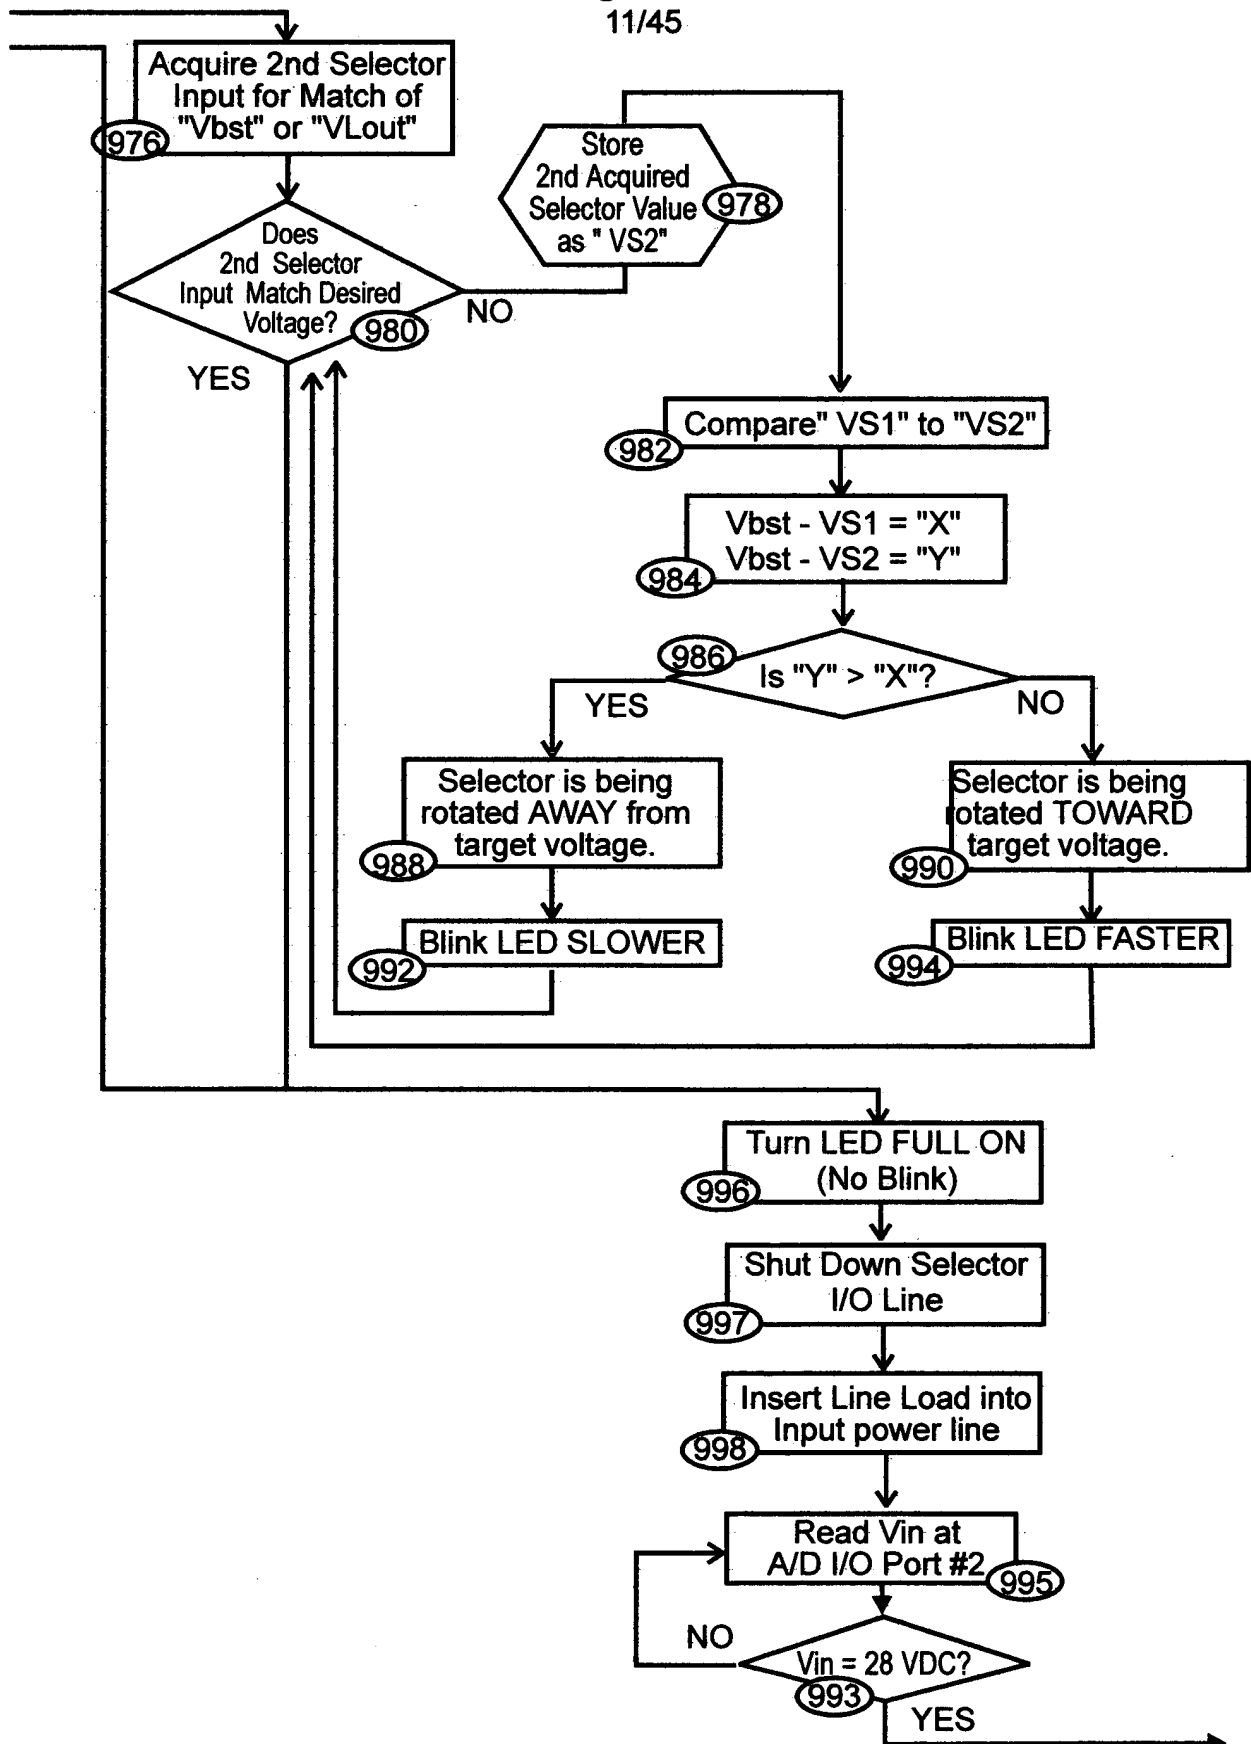 11/45
Acquire 2nd Selector
Input for Match of
"Vbst" or "VLout"
976
Store
2nd Acquired
Selector Value
as " VS2"
978
Does
2nd Selector
Input Match Desired
Voltage?
980
NO
YES
Compare" VS1" to "VS2"
982
Vbst - VS1 = "X"
Vbst - VS2 = "Y"
984
986
Is "Y" > "X"?
YES
NO
Selector is being
rotated AWAY from
target voltage.
988
Selector is being
rotated TOWARD
target voltage.
990
Blink LED SLOWER
992
Blink LED FASTER
994
Turn LED FULL ON
(No Blink)
996
Shut Down Selector
I/O Line
997
Insert Line Load into
Input power line
998
Read Vin at
A/D I/O Port #2
995
NO
Vin = 28 VDC?
993
YES